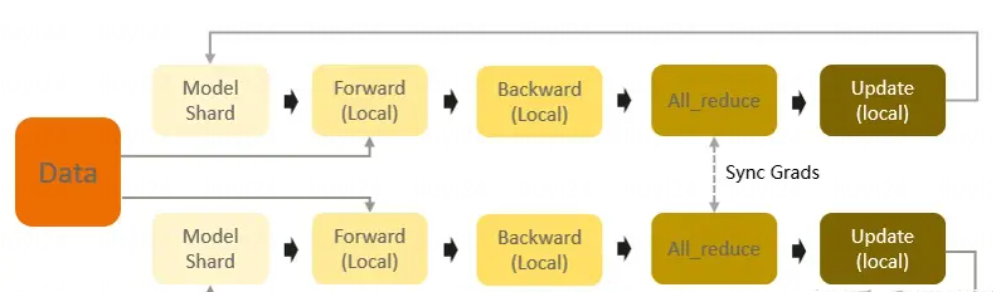 Model
Shard
Forward
(Local)
Backward
(Local)
All_reduce
Update
(local)
Data
Sync Grads
Model
Shard
Forward
(Local)
Backward
(Local)
All_reduce
Update
(local)